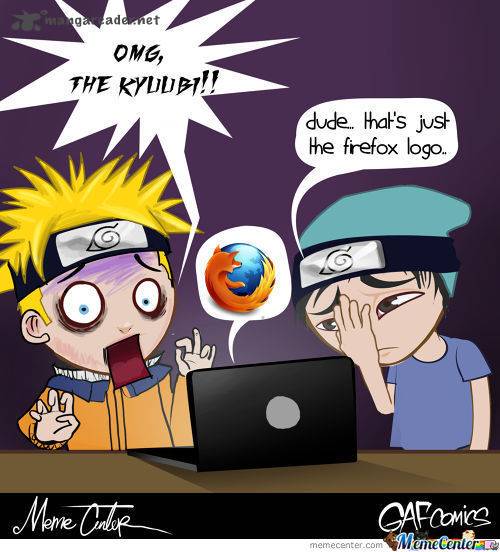 mangareader.net
OMG,
THE KYUUBI!!
dude... that's just
the firefox logo..
Meme Center
GAFcomics
memecenter.com MemeCenter